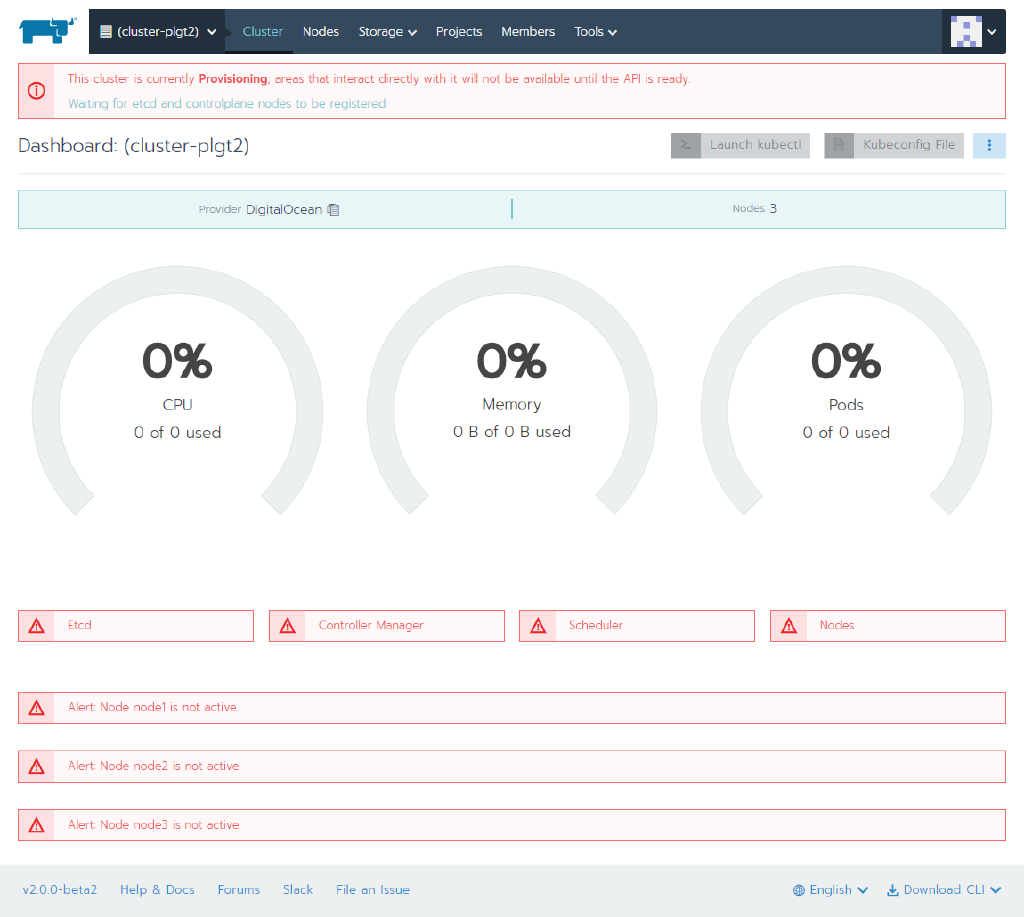 (cluster-plgt2) Cluster Nodes Storage Projects Members Tools
This cluster is currently Provisioning; areas that interact directly with it will not be available until the API is ready.
Waiting for etcd and controlplane nodes to be registered
Dashboard: (cluster-plgt2) Launch kubectl Kubeconfig File
Provider DigitalOcean Nodes 3
0% 0% 0%
CPU Memory Pods
0 of 0 used 0 B of 0 B used 0 of 0 used
Etcd Controller Manager Scheduler Nodes
Alert: Node node1 is not active.
Alert: Node node2 is not active.
Alert: Node node3 is not active.
v2.0.0-beta2 Help & Docs Forums Slack File an Issue English Download CLI